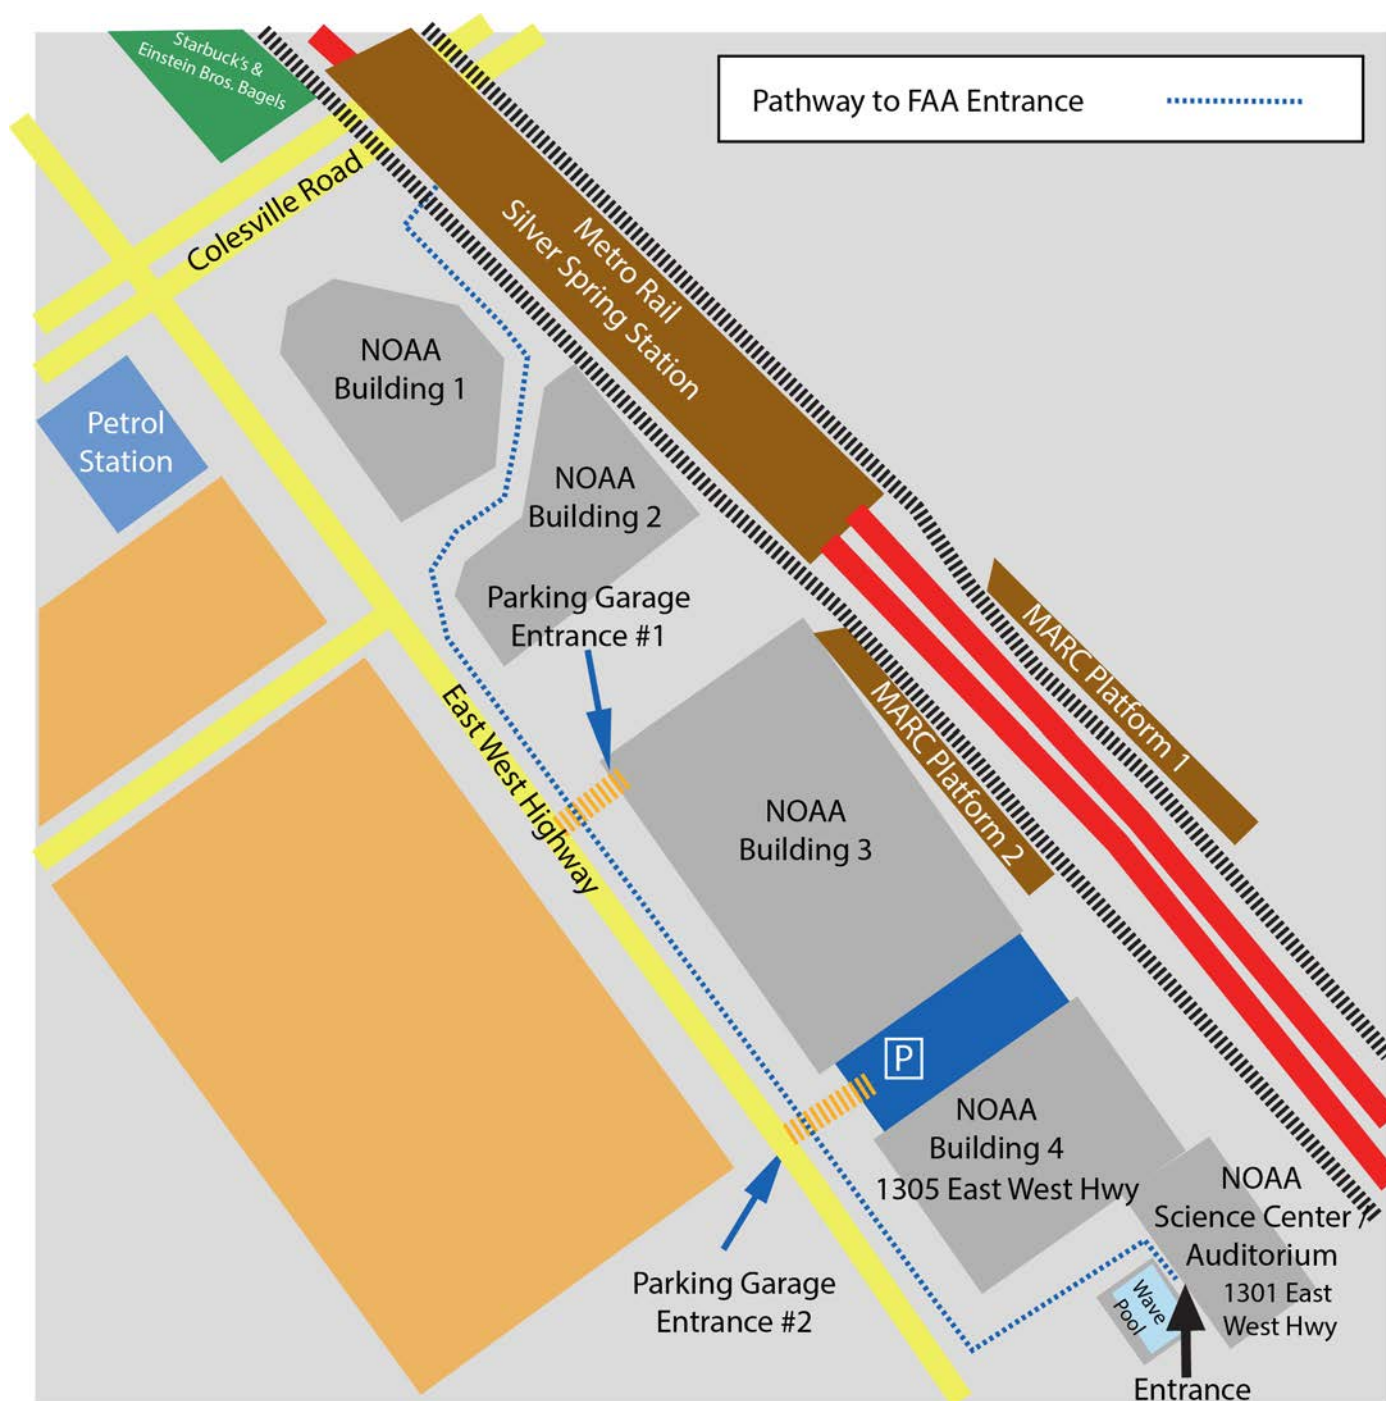 Starbuck's &
Einstein Bros. Bagels
Pathway to FAA Entrance
Colesville Road
Metro Rail
Silver Spring Station
NOAA
Building 1
Petrol
Station
NOAA
Building 2
Parking Garage
Entrance #1
MARC Platform 1
MARC Platform 2
East West Highway
NOAA
Building 3
P
NOAA
Building 4
1305 East West Hwy
NOAA
Science Center /
Auditorium
1301 East
West Hwy
Parking Garage
Entrance #2
Wave
Pool
Entrance